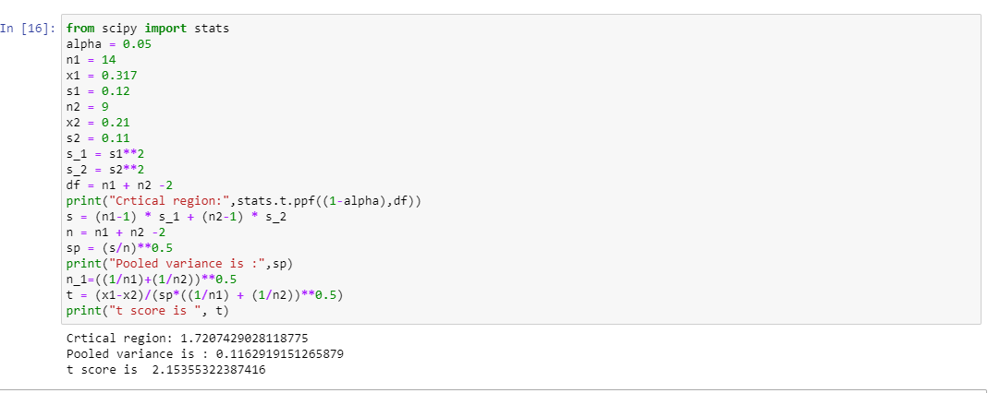 In [16]: from scipy import stats
alpha = 0.05
n1 = 14
x1 = 0.317
s1 = 0.12
n2 = 9
x2 = 0.21
s2 = 0.11
s_1 = s1**2
s_2 = s2**2
df = n1 + n2 -2
print("Crtical region:",stats.t.ppf((1-alpha),df))
s = (n1-1) * s_1 + (n2-1) * s_2
n = n1 + n2 -2
sp = (s/n)**0.5
print("Pooled variance is :",sp)
n_1=((1/n1)+(1/n2))**0.5
t = (x1-x2)/(sp*((1/n1) + (1/n2))**0.5)
print("t score is ", t)
Crtical region: 1.7207429028118775
Pooled variance is : 0.1162919151265879
t score is  2.15355322387416